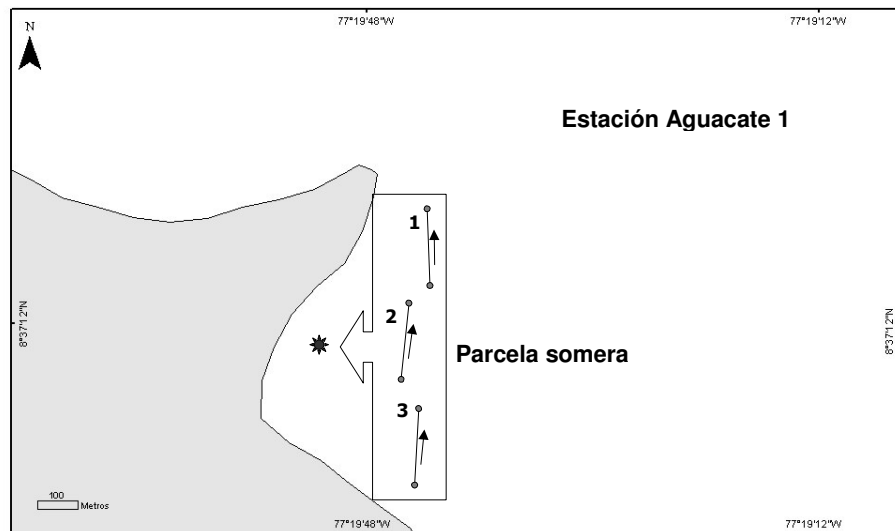 77°19'48"W
77°19'12"W
N
Estación Aguacate 1
1
8°37'12"N
2
8°37'12"N
Parcela somera
3
100
Metros
77°19'48"W
77°19'12"W